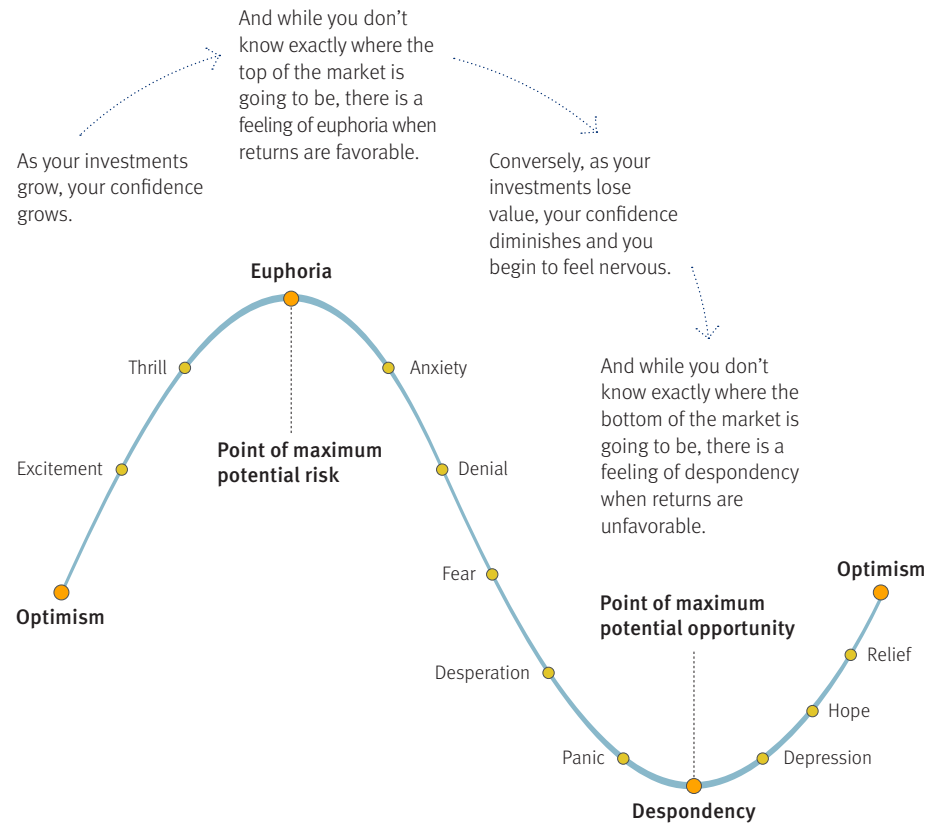 And while you don’t
know exactly where the
top of the market is
going to be, there is a
feeling of euphoria when
returns are favorable.
As your investments
grow, your confidence
grows.
Conversely, as your
investments lose
value, your confidence
diminishes and you
begin to feel nervous.
And while you don’t
know exactly where the
bottom of the market is
going to be, there is a
feeling of despondency
when returns are
unfavorable.
Euphoria
Thrill
Anxiety
Point of maximum
potential risk
Excitement
Denial
Fear
Optimism
Optimism
Point of maximum
potential opportunity
Relief
Desperation
Hope
Panic
Depression
Despondency